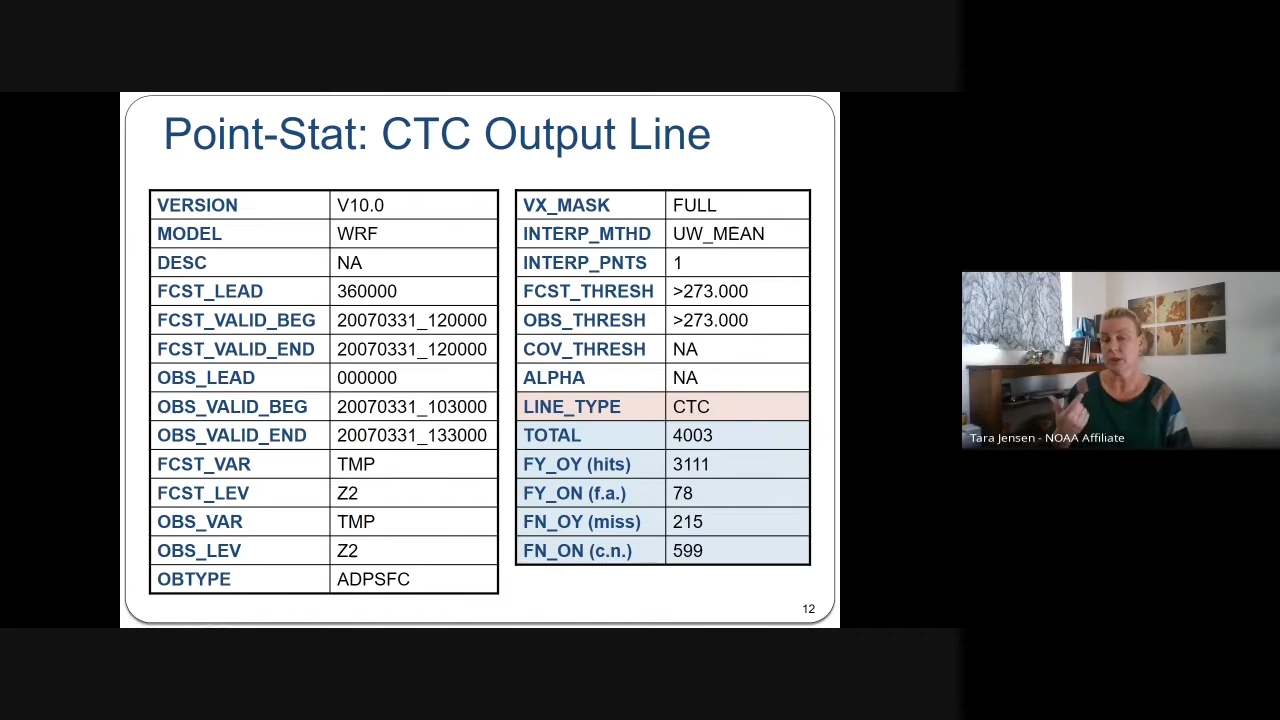 Point-Stat: CTC Output Line
VERSION V10.0
MODEL WRF
DESC NA
FCST_LEAD 360000
FCST_VALID_BEG 20070331_120000
FCST_VALID_END 20070331_120000
OBS_LEAD 000000
OBS_VALID_BEG 20070331_103000
OBS_VALID_END 20070331_133000
FCST_VAR TMP
FCST_LEV Z2
OBS_VAR TMP
OBS_LEV Z2
OBTYPE ADPSFC
VX_MASK FULL
INTERP_MTHD UW_MEAN
INTERP_PNTS 1
FCST_THRESH >273.000
OBS_THRESH >273.000
COV_THRESH NA
ALPHA NA
LINE_TYPE CTC
TOTAL 4003
FY_OY (hits) 3111
FY_ON (f.a.) 78
FN_OY (miss) 215
FN_ON (c.n.) 599
12
Tara Jensen - NOAA Affiliate